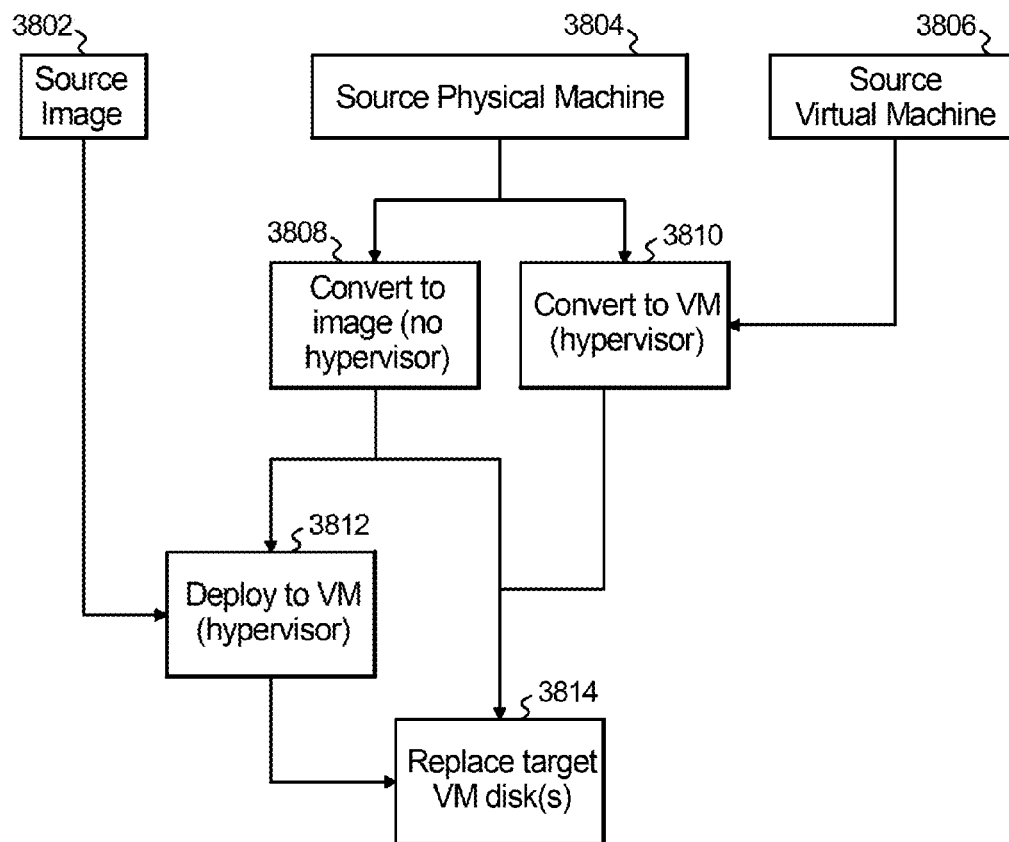 3802
Source
Image
3804
Source Physical Machine
3806
Source
Virtual Machine
3808
Convert to
image (no
hypervisor)
3810
Convert to VM
(hypervisor)
3812
Deploy to VM
(hypervisor)
3814
Replace target
VM disk(s)